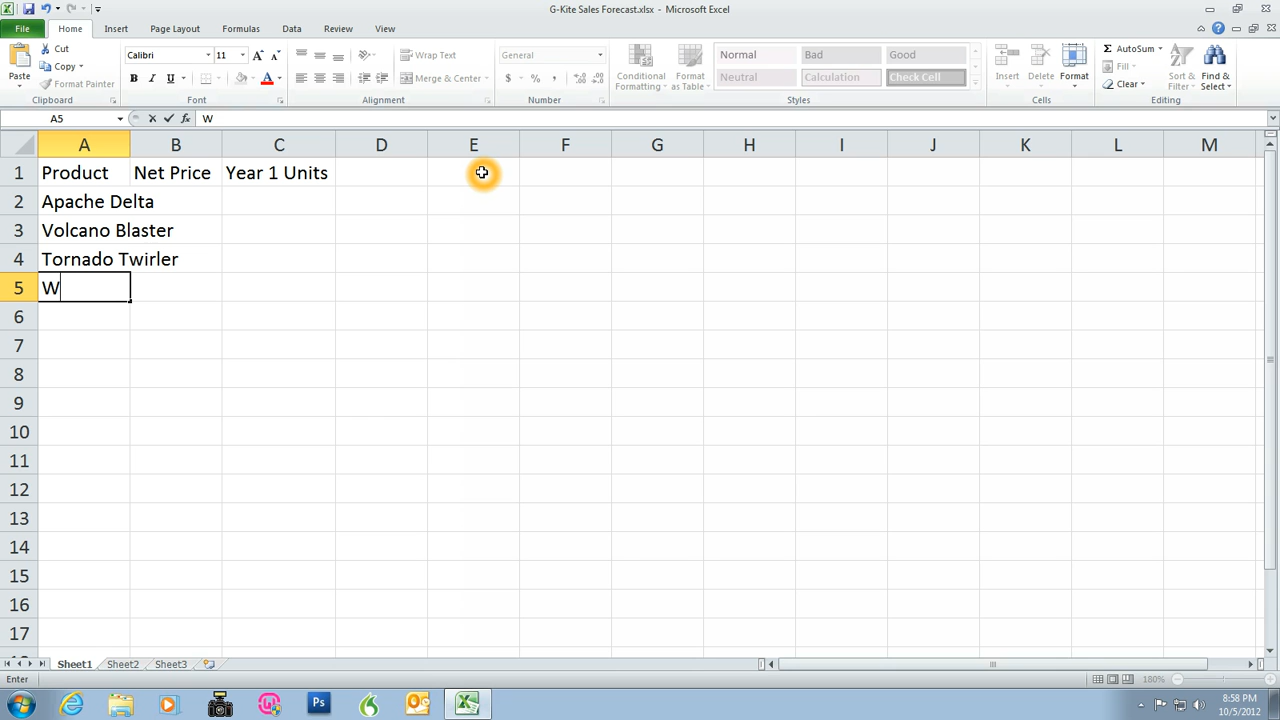 G-Kite Sales Forecast.xlsx - Microsoft Excel
File Home Insert Page Layout Formulas Data Review View
Paste
Cut
Copy
Format Painter
Clipboard
Calibri 11
B I U
Font
Wrap Text
Merge & Center
Alignment
General
$ % ,
Number
Conditional Formatting
Format as Table
Normal Bad Good
Neutral Calculation Check Cell
Styles
Insert Delete Format
Cells
AutoSum
Fill
Clear
Sort & Filter
Find & Select
Editing
A5 fx W
A B C D E F G H I J K L M
1 Product Net Price Year 1 Units
2 Apache Delta
3 Volcano Blaster
4 Tornado Twirler
5 W
6
7
8
9
10
11
12
13
14
15
16
17
Sheet1 Sheet2 Sheet3
Enter 180%
Ps
8:58 PM
10/5/2012